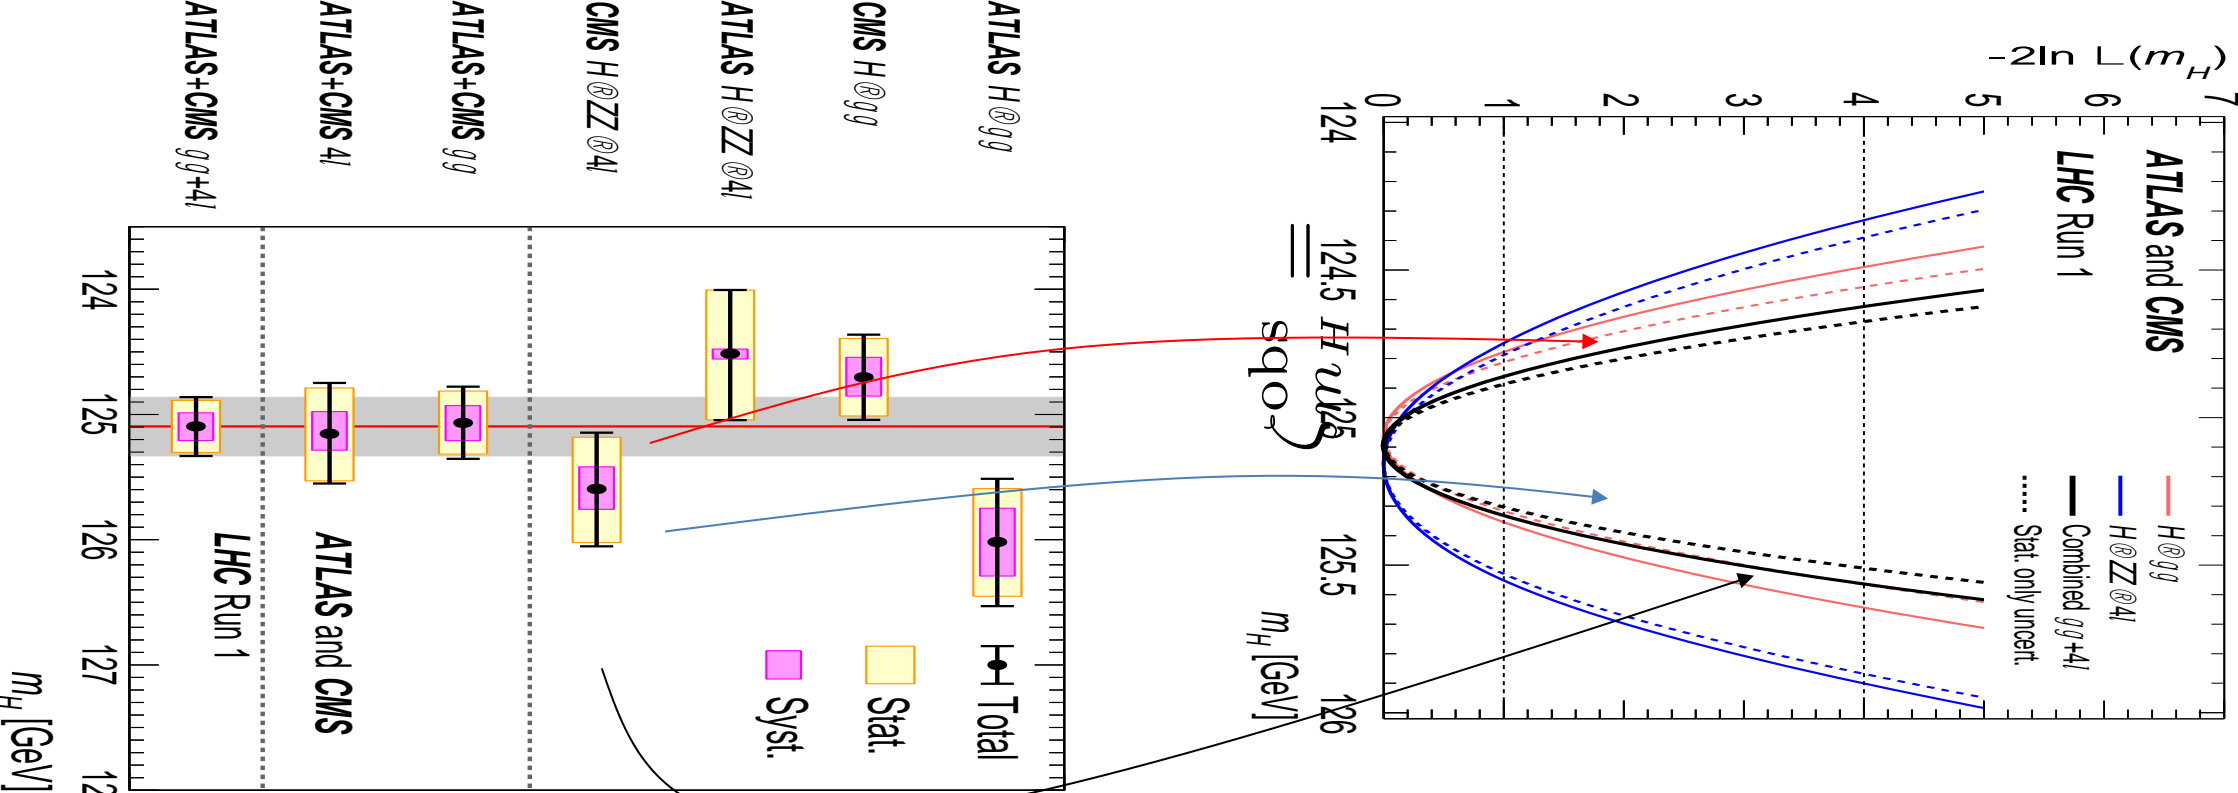 ATLAS H®gg
CMS H®gg
ATLAS H®ZZ®4l
CMS H®ZZ®4l
ATLAS+CMS gg
ATLAS+CMS 4l
ATLAS+CMS gg+4l
Total
Stat.
Syst.
ATLAS and CMS
LHC Run 1
124
125
126
127
12
m_H [GeV]
-2ln L(m_H)
0
1
2
3
4
5
6
7
ATLAS and CMS
LHC Run 1
H®gg
H®ZZ®4l
Combined gg+4l
Stat. only uncert.
124
124.5
125
125.5
126
m_H [GeV]
=
obs